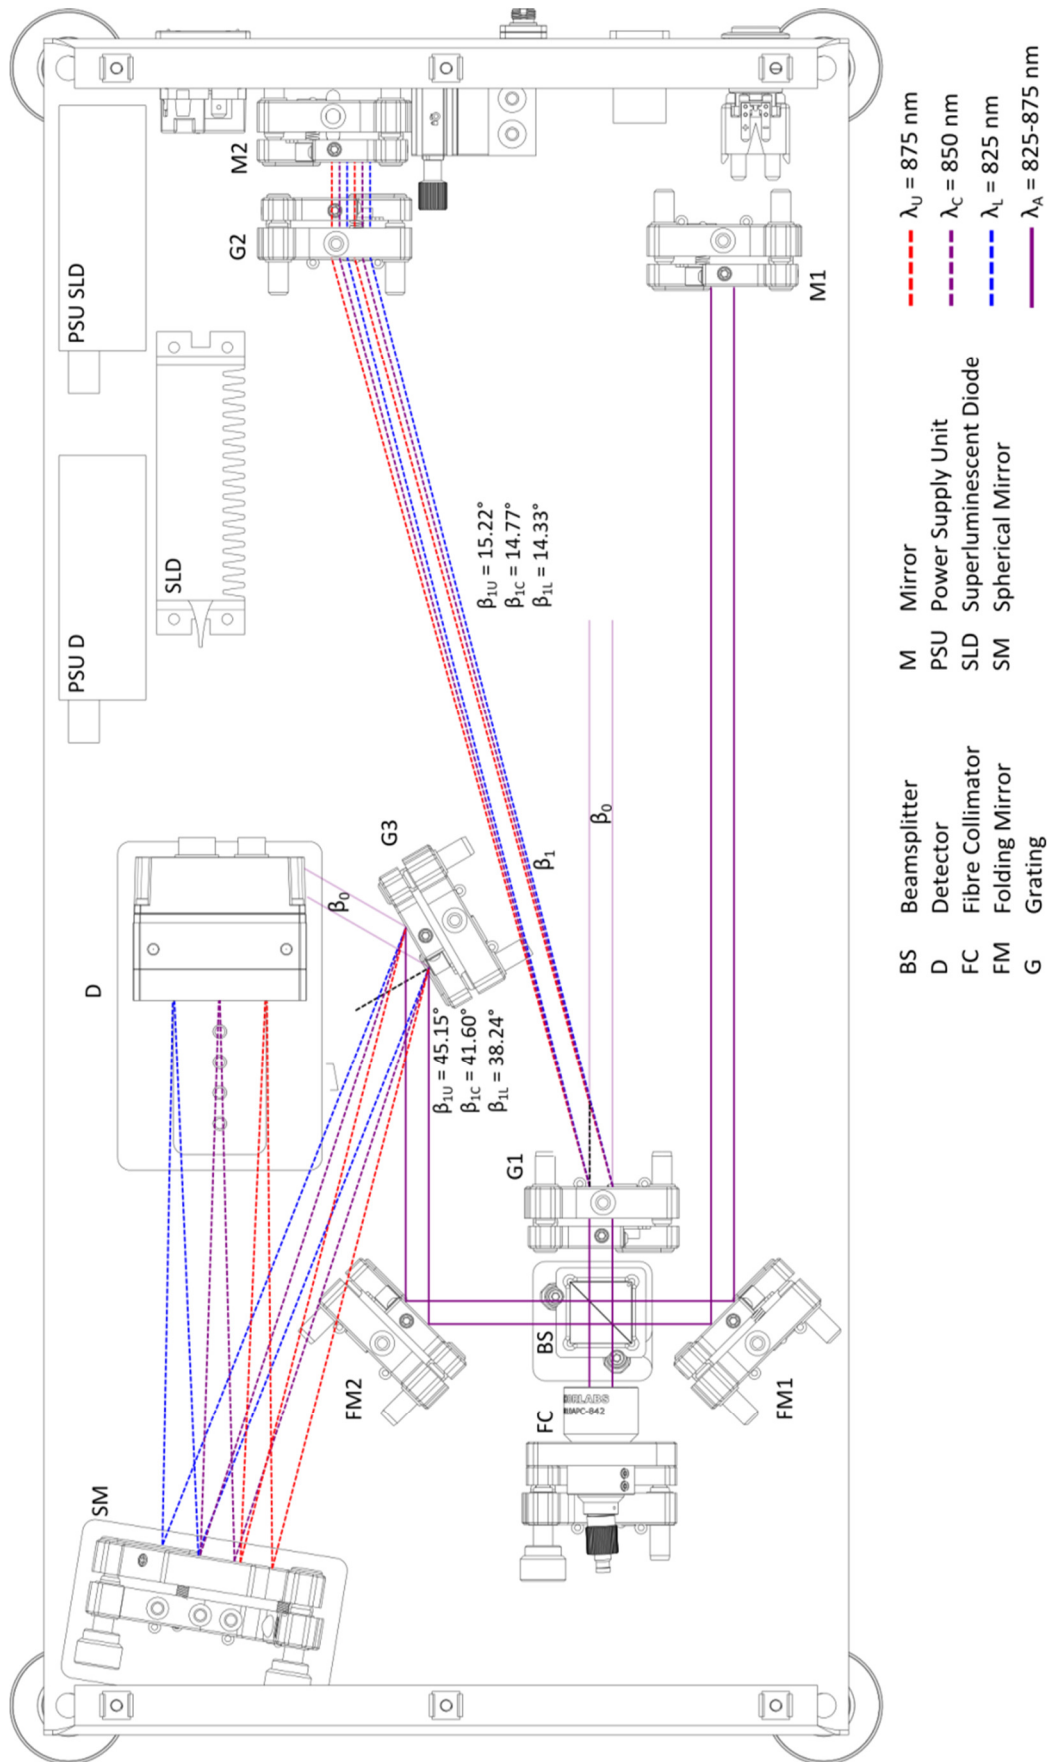 PSU SLD
PSU D
SLD
M2
G2
M1
D
G3
β₀
β₁
β₀
β₁U = 15.22°
β₁C = 14.77°
β₁L = 14.33°
β₁U = 45.15°
β₁C = 41.60°
β₁L = 38.24°
G1
BS
FM2
FM1
FC
SM
BS Beamsplitter
D Detector
FC Fibre Collimator
FM Folding Mirror
G Grating
M Mirror
PSU Power Supply Unit
SLD Superluminescent Diode
SM Spherical Mirror
λU = 875 nm
λC = 850 nm
λL = 825 nm
λA = 825-875 nm